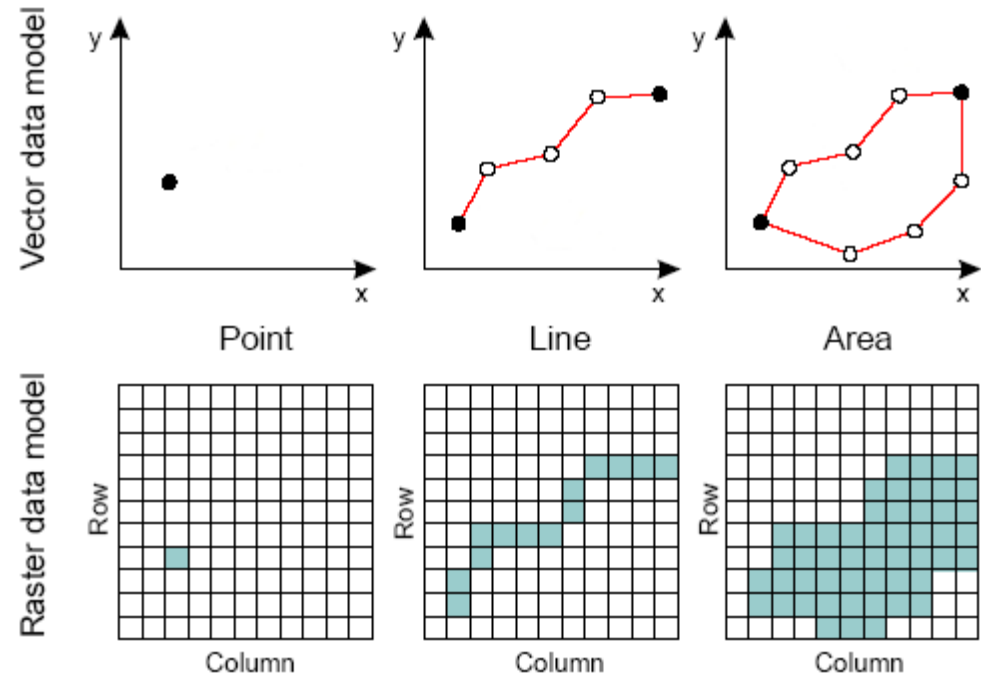 Vector data model
y
x
y
x
y
x
Point
Line
Area
Raster data model
Row
Column
Row
Column
Row
Column